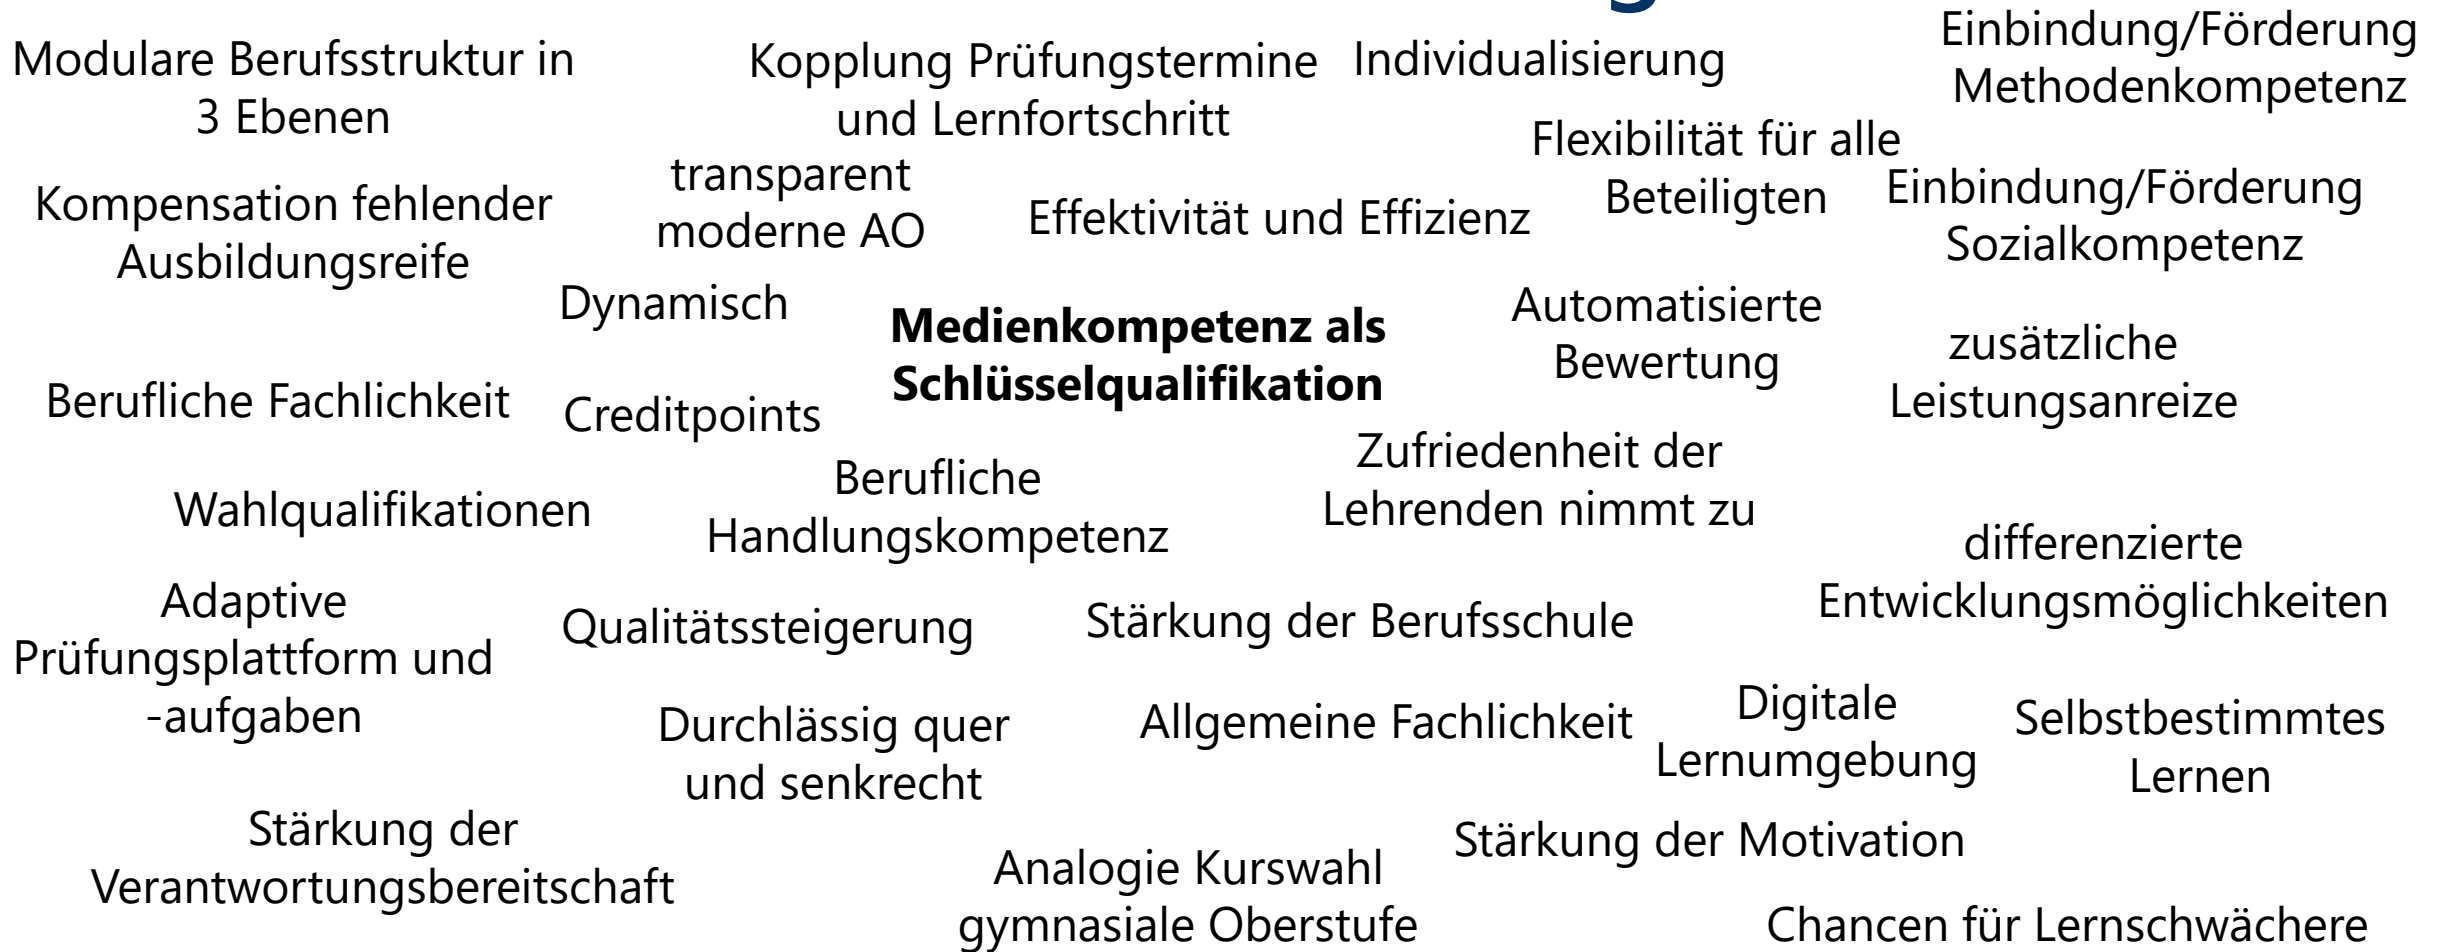 Modulare Berufsstruktur in
3 Ebenen
Kopplung Prüfungstermine
und Lernfortschritt
Individualisierung
Einbindung/Förderung
Methodenkompetenz
Flexibilität für alle
Beteiligten
transparent
moderne AO
Kompensation fehlender
Ausbildungsreife
Effektivität und Effizienz
Einbindung/Förderung
Sozialkompetenz
Dynamisch
Medienkompetenz als
Schlüsselqualifikation
Automatisierte
Bewertung
zusätzliche
Leistungsanreize
Berufliche Fachlichkeit
Creditpoints
Zufriedenheit der
Lehrenden nimmt zu
Berufliche
Handlungskompetenz
Wahlqualifikationen
differenzierte
Entwicklungsmöglichkeiten
Adaptive
Prüfungsplattform und
-aufgaben
Qualitätssteigerung
Stärkung der Berufsschule
Durchlässig quer
und senkrecht
Allgemeine Fachlichkeit
Digitale
Lernumgebung
Selbstbestimmtes
Lernen
Stärkung der
Verantwortungsbereitschaft
Stärkung der Motivation
Analogie Kurswahl
gymnasiale Oberstufe
Chancen für Lernschwächere